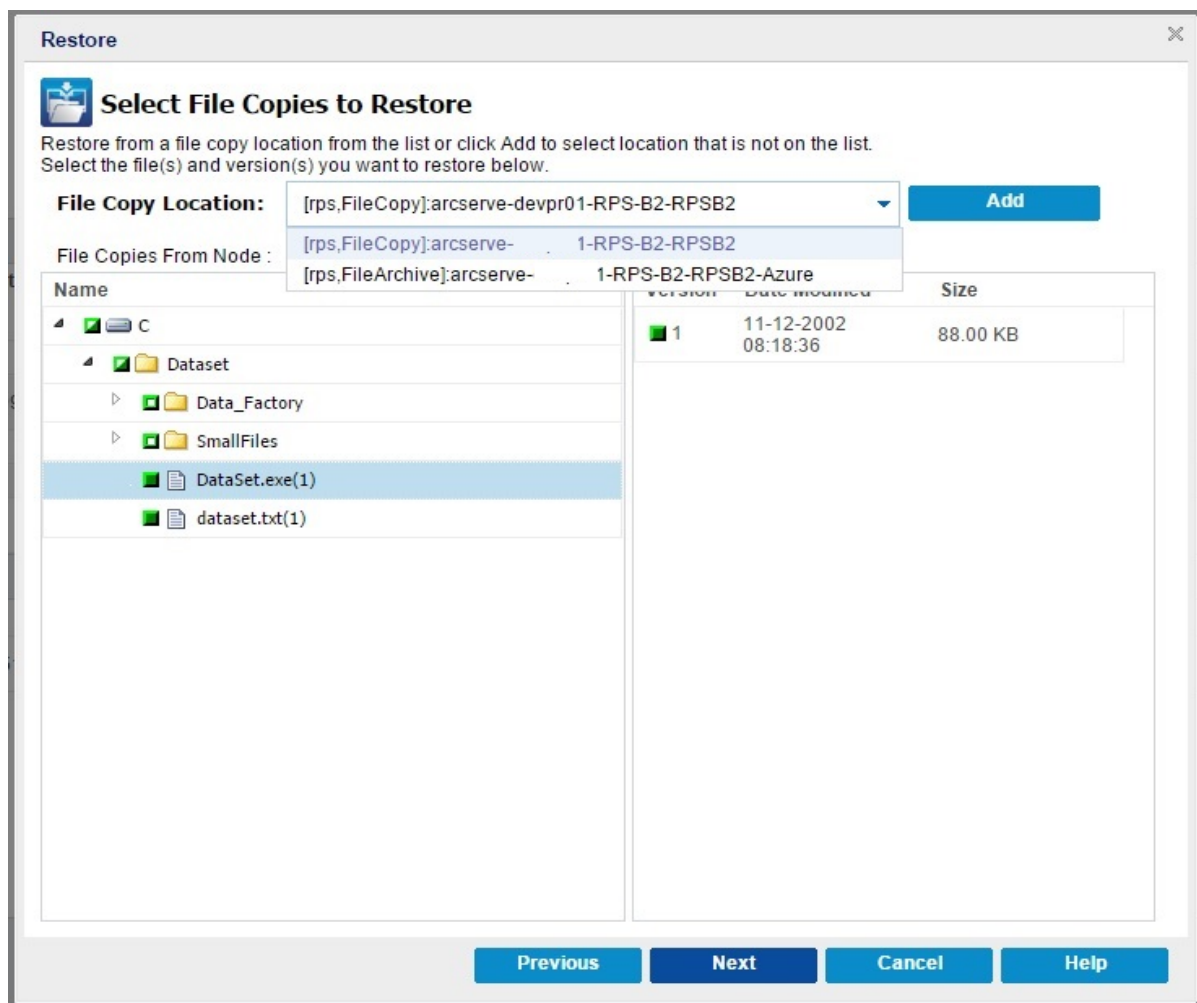 Restore
Select File Copies to Restore
Restore from a file copy location from the list or click Add to select location that is not on the list.
Select the file(s) and version(s) you want to restore below.
File Copy Location:
[rps,FileCopy]:arcserve-devpr01-RPS-B2-RPSB2
Add
[rps,FileCopy]:arcserve- . 1-RPS-B2-RPSB2
[rps,FileArchive]:arcserve- . 1-RPS-B2-RPSB2-Azure
File Copies From Node :
Name
Version Date Modified Size
C
Dataset
Data_Factory
SmallFiles
DataSet.exe(1)
dataset.txt(1)
1
11-12-2002
08:18:36
88.00 KB
Previous
Next
Cancel
Help